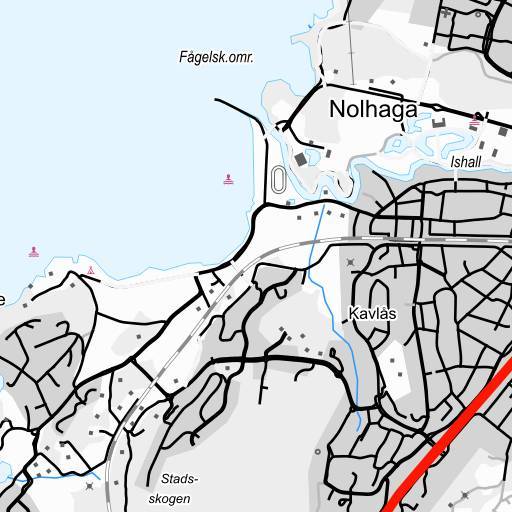 Fågelsk.omr.
Nolhaga
Ishall
e
Kavlås
Stads-
skogen